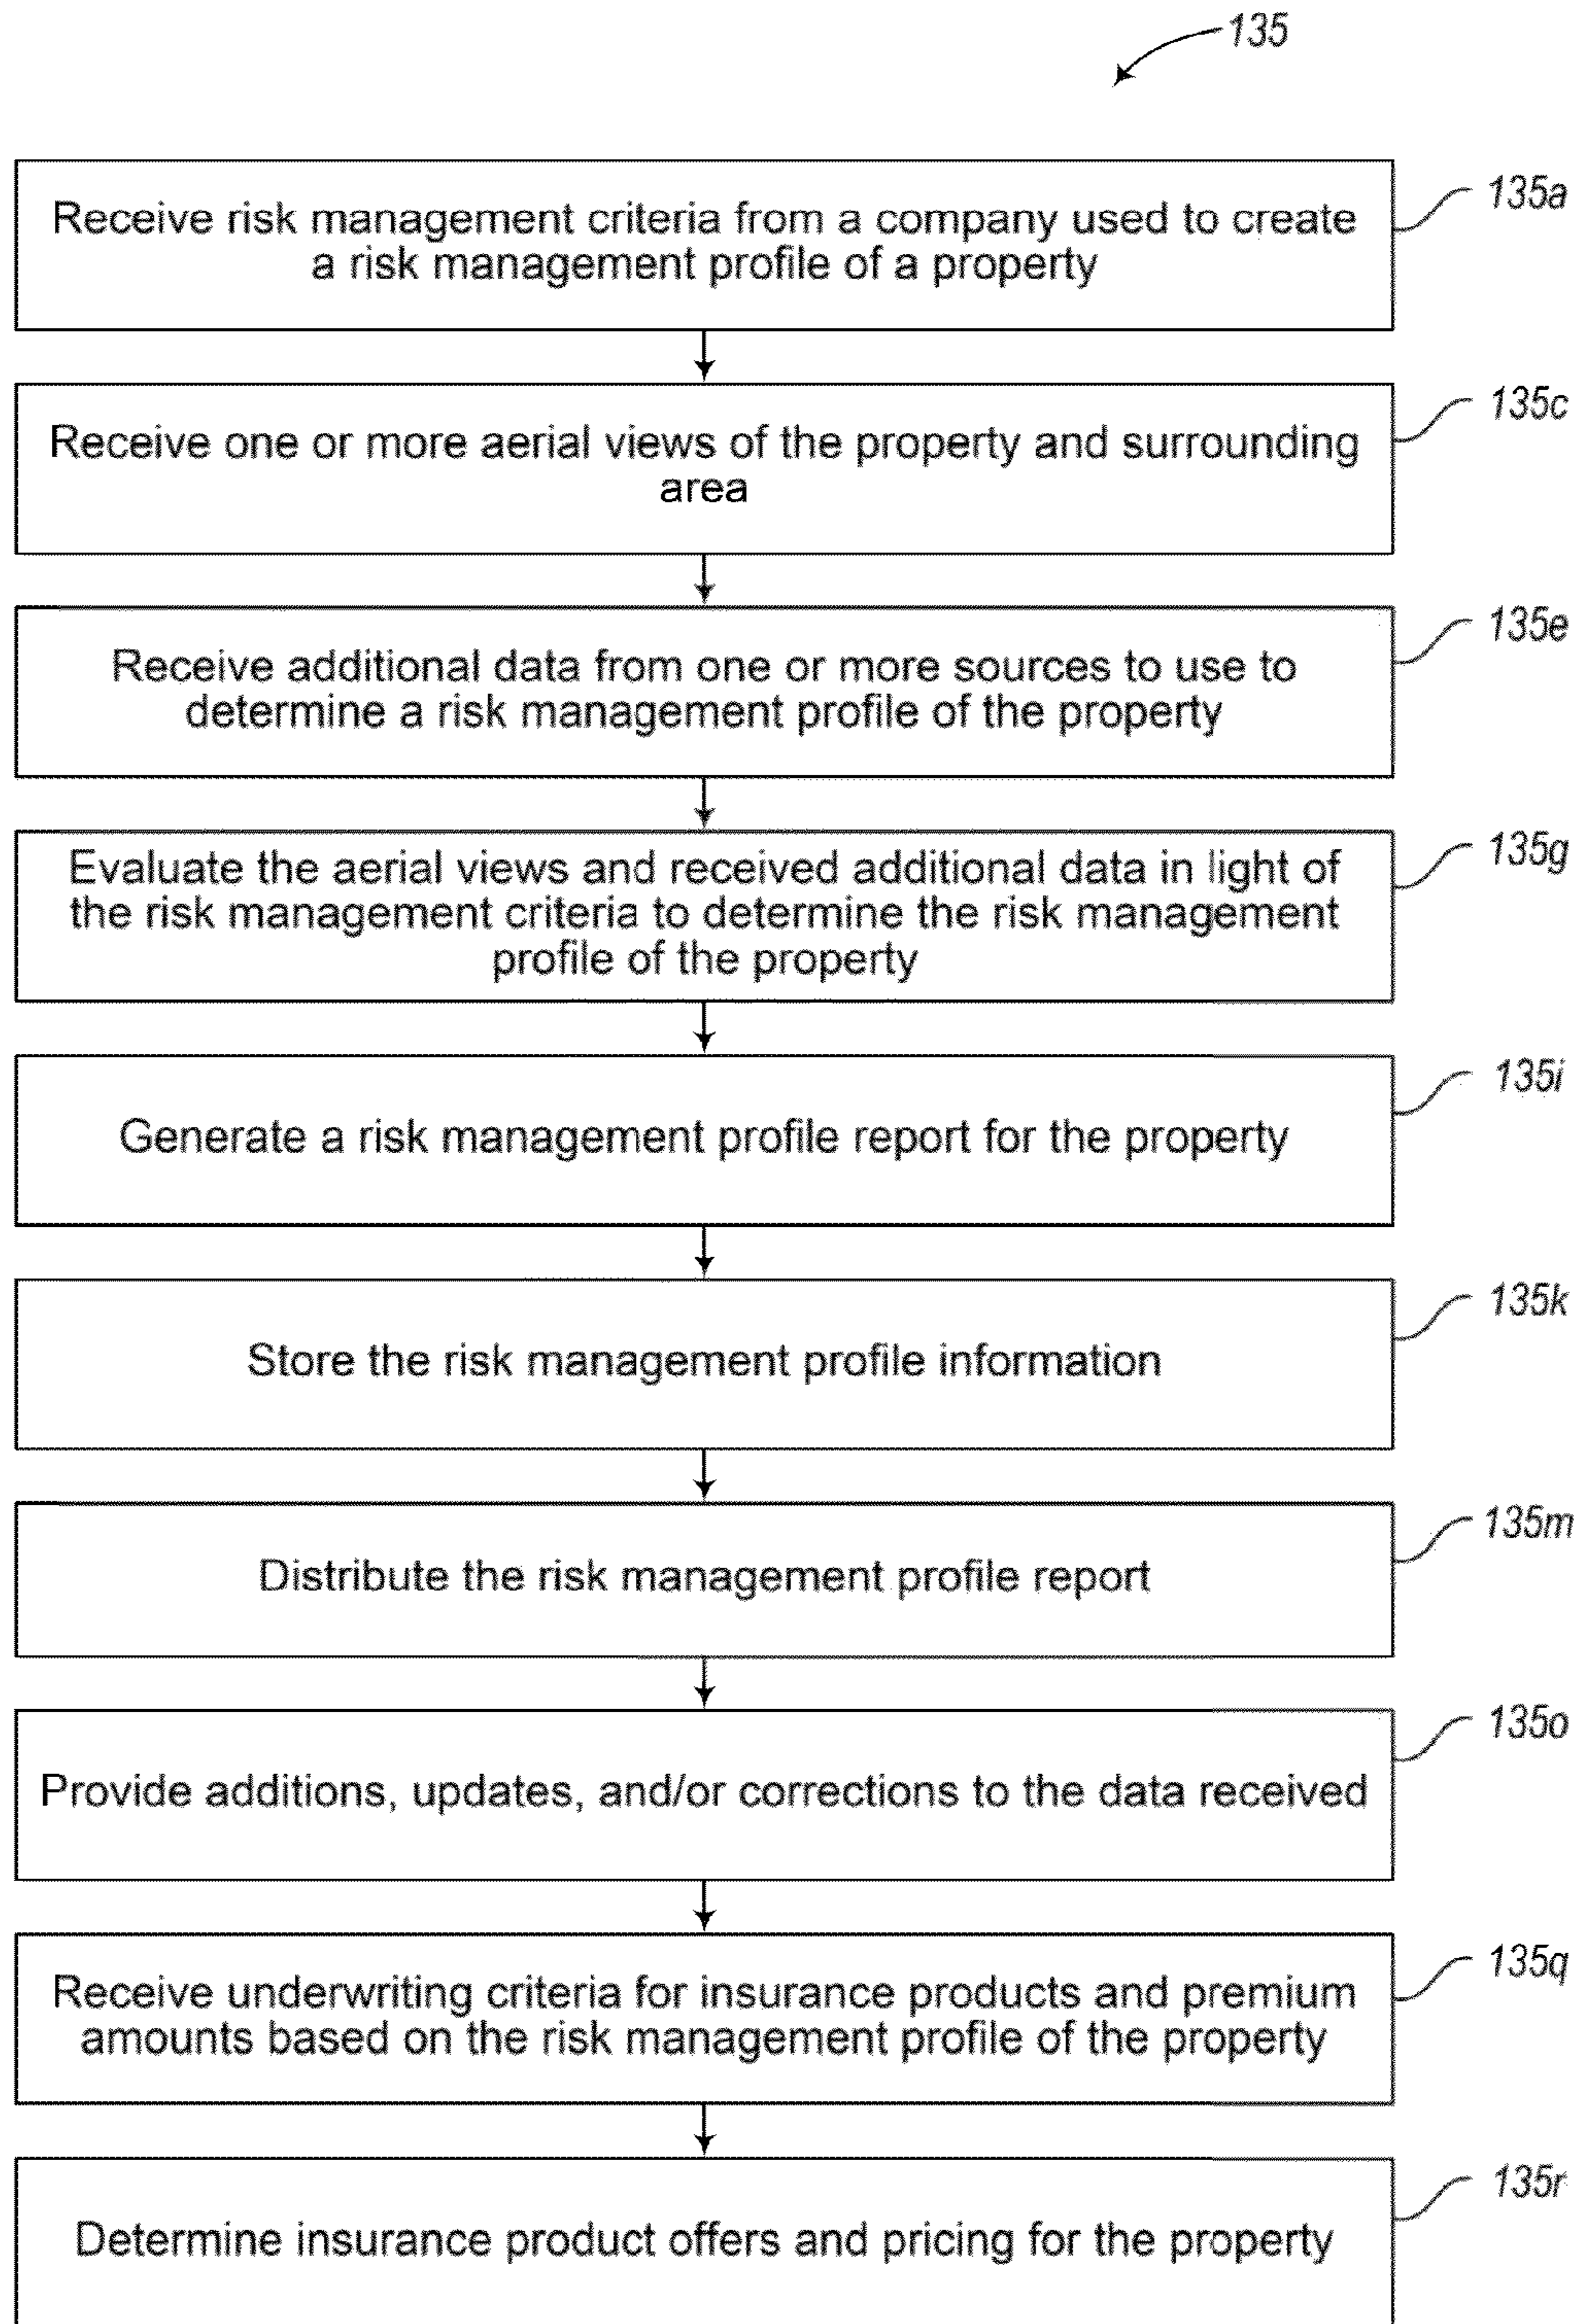 135
Receive risk management criteria from a company used to create
a risk management profile of a property
135a
Receive one or more aerial views of the property and surrounding
area
135c
Receive additional data from one or more sources to use to
determine a risk management profile of the property
135e
Evaluate the aerial views and received additional data in light of
the risk management criteria to determine the risk management
profile of the property
135g
Generate a risk management profile report for the property
135i
Store the risk management profile information
135k
Distribute the risk management profile report
135m
Provide additions, updates, and/or corrections to the data received
135o
Receive underwriting criteria for insurance products and premium
amounts based on the risk management profile of the property
135q
Determine insurance product offers and pricing for the property
135r